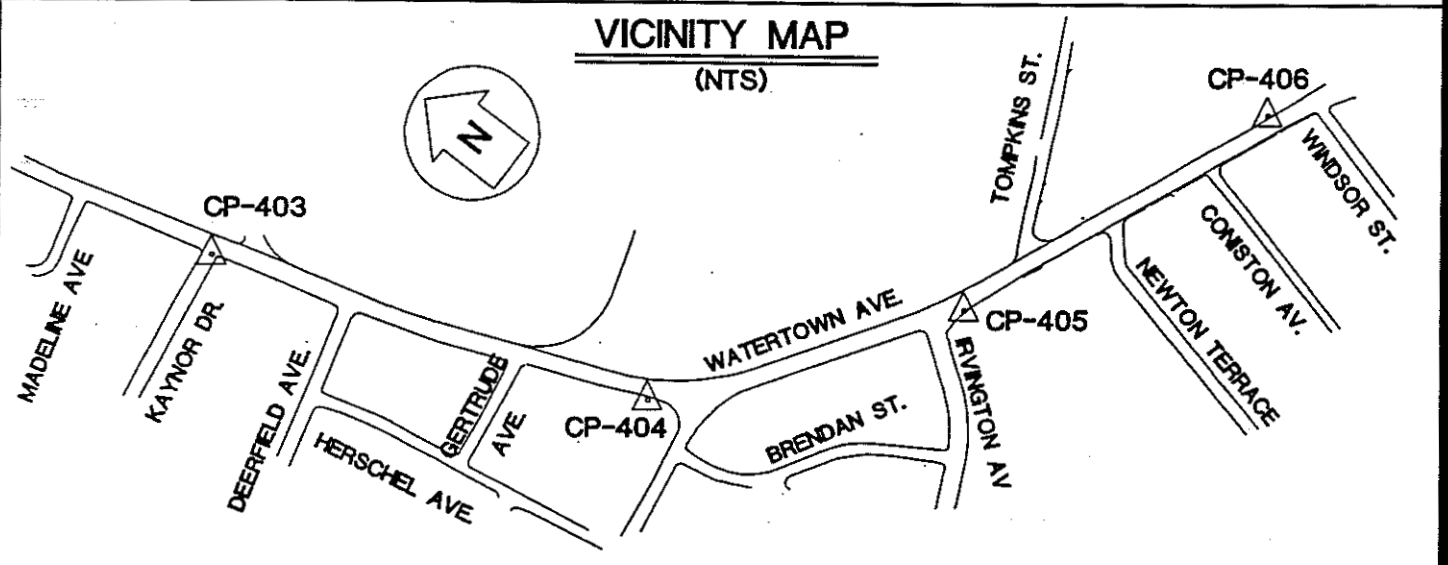 VICINITY MAP
(NTS)
N
TOMPKINS ST.
CP-406
WINDSOR ST.
CP-403
CONISTON AV.
MADELINE AVE
KAYNOR DR.
NEWTON TERRACE
WATERTOWN AVE.
CP-405
DEERFIELD AVE.
GERTRUDE
AVE.
IRVINGTON AV
CP-404
BRENDAN ST.
HERSCHEL AVE.